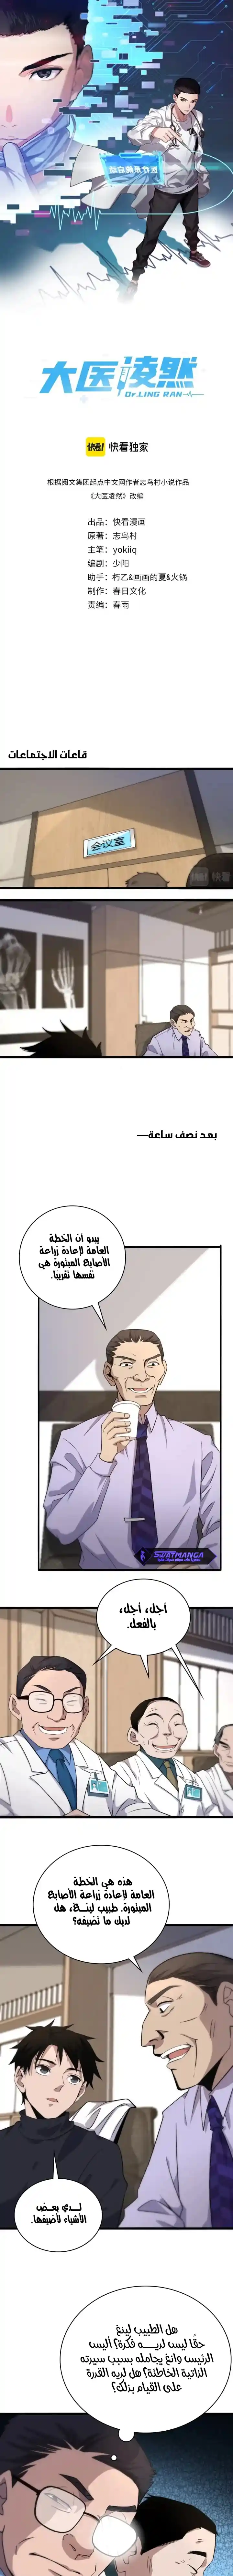 大医凌然
Dr.LING RAN
快看! 快看独家
根据阅文集团起点中文网作者志鸟村小说作品
《大医凌然》改编
出品：快看漫画
原著：志鸟村
主笔：yokiiq
编剧：少阳
助手：朽乙&画画的夏&火锅
制作：春日文化
责编：春雨
قاعات الاجتماعات
会议室
快看
بعد نصف ساعة—
يبدو أن الخطة
العامة لإعادة زراعة
الأصابع المبتورة هي
نفسها تقريبًا.
SWATMANGA
أجل، أجل،
بالفعل.
هذه هي الخطة
العامة لإعادة زراعة الأصابع
المبتورة. طبيب لينغ، هل
لديك ما تضيفه؟
لدي بعض
الأشياء لأضيفها.
هل الطبيب لينغ
حقًا ليس لديه فكرة؟ أليس
الرئيس وانغ يجامله بسبب سيرته
الذاتية الخاطئة؟ هل لديه القدرة
على القيام بذلك؟